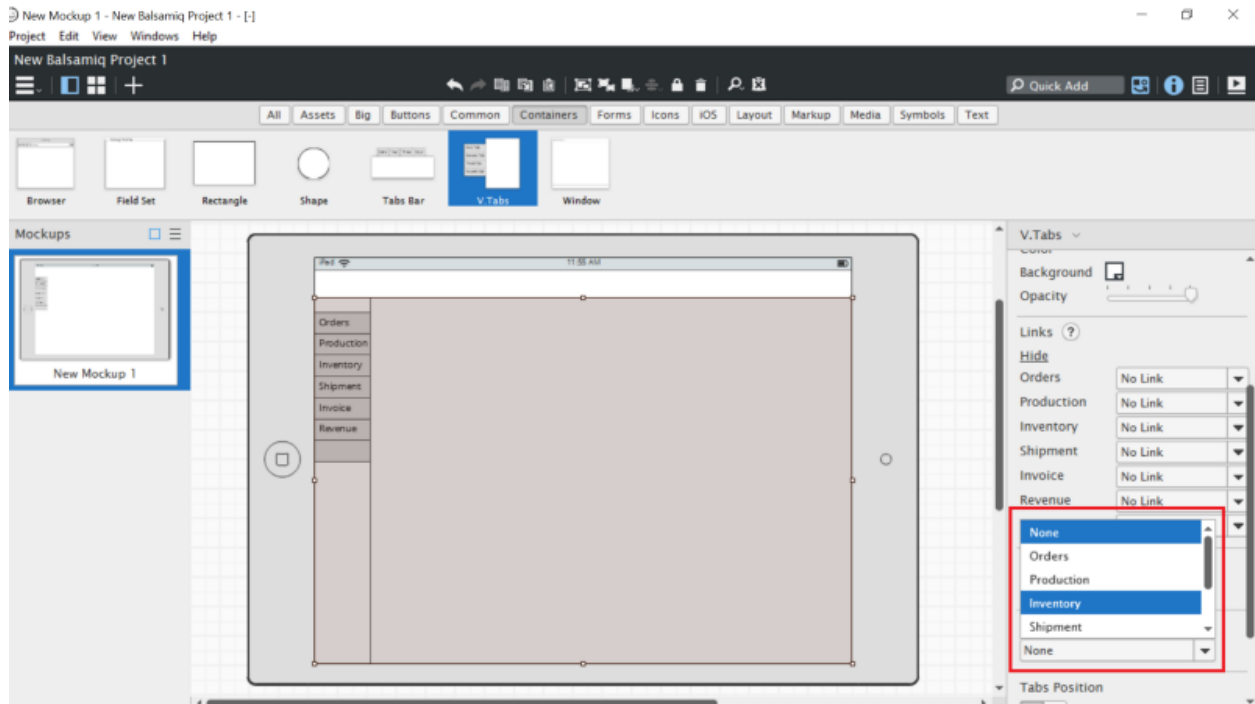 New Mockup 1 - New Balsamiq Project 1 - [-]
Project Edit View Windows Help
New Balsamiq Project 1
Quick Add
All Assets Big Buttons Common Containers Forms Icons iOS Layout Markup Media Symbols Text
Browser Field Set Rectangle Shape Tabs Bar V.Tabs Window
Mockups
New Mockup 1
iPad 11:55 AM
Orders
Production
Inventory
Shipment
Invoice
Revenue
V.Tabs
Color
Background
Opacity
Links ?
Hide
Orders No Link
Production No Link
Inventory No Link
Shipment No Link
Invoice No Link
Revenue No Link
None
Orders
Production
Inventory
Shipment
None
Tabs Position